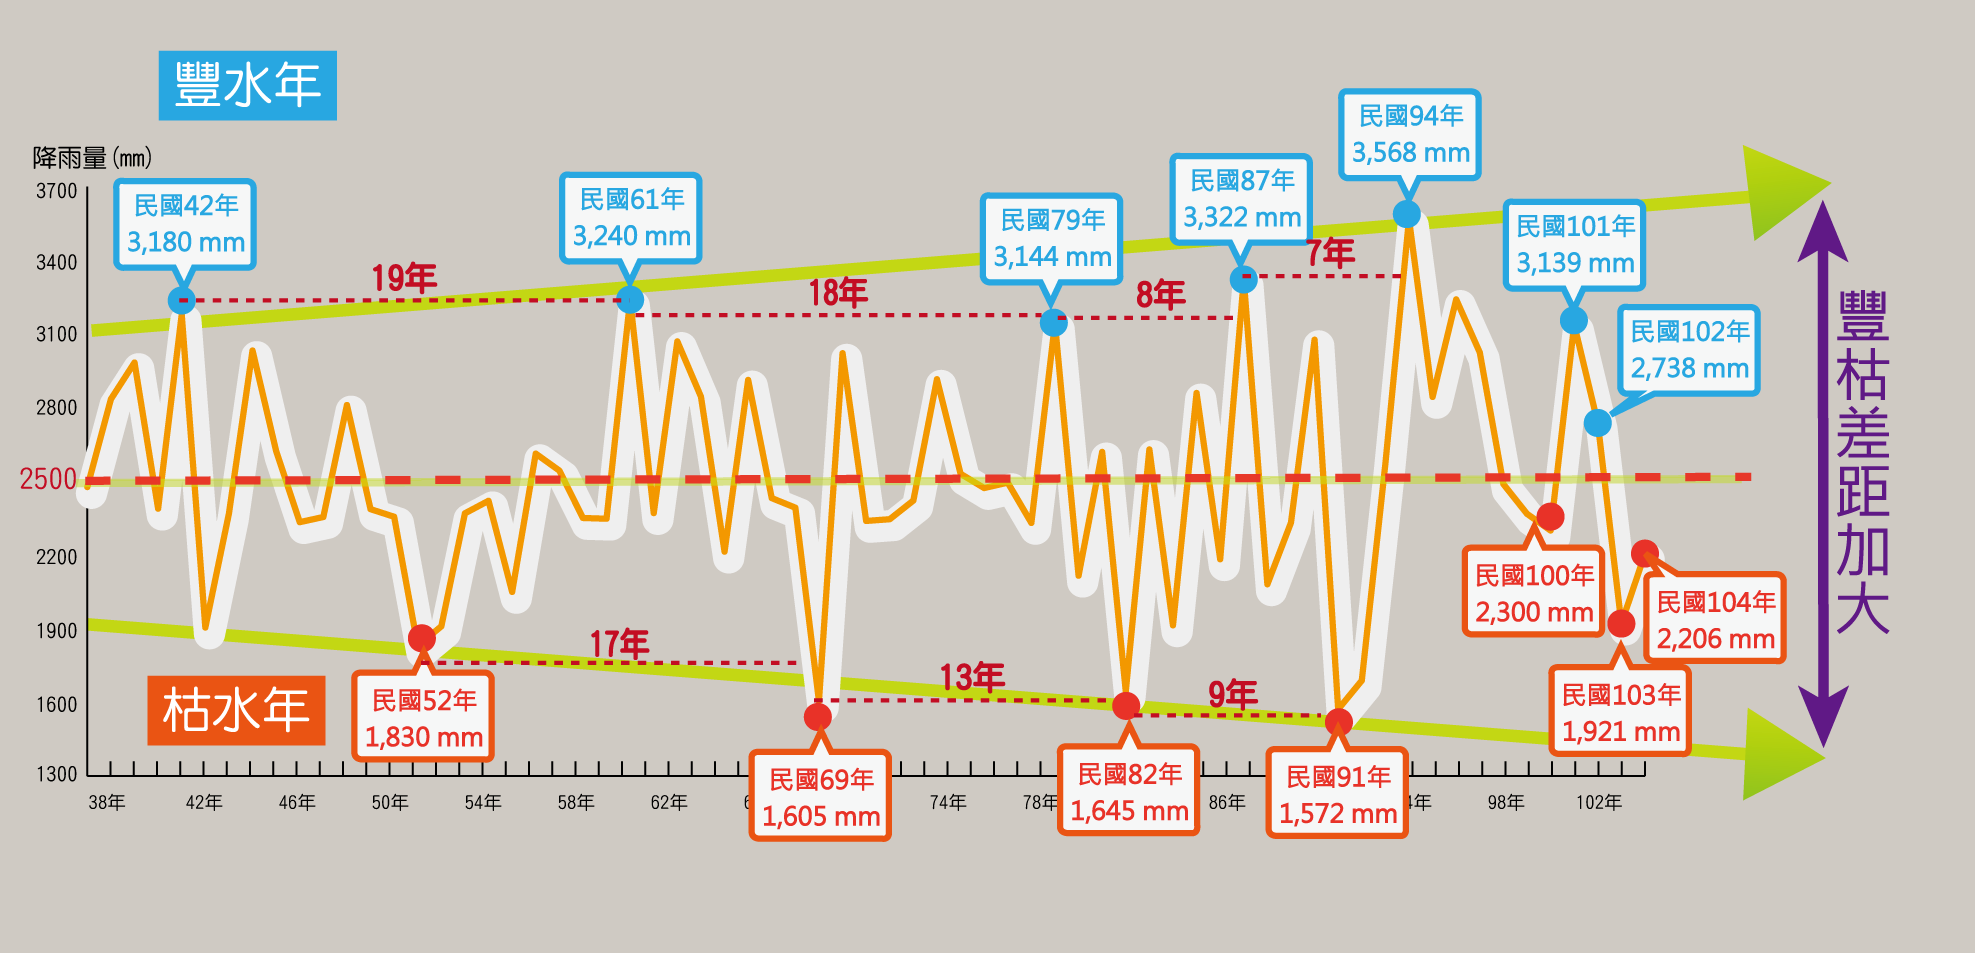 豐水年
降雨量(mm)
3700
3400
3100
2800
2500
2200
1900
1600
1300
民國42年
3,180 mm
民國61年
3,240 mm
民國79年
3,144 mm
民國87年
3,322 mm
民國94年
3,568 mm
民國101年
3,139 mm
民國102年
2,738 mm
19年
18年
8年
7年
豐枯差距加大
枯水年
17年
13年
9年
民國52年
1,830 mm
民國69年
1,605 mm
民國82年
1,645 mm
民國91年
1,572 mm
民國100年
2,300 mm
民國103年
1,921 mm
民國104年
2,206 mm
38年
42年
46年
50年
54年
58年
62年
74年
78年
86年
98年
102年